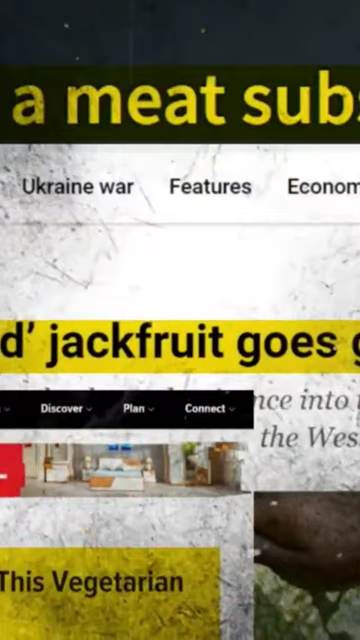 a meat subs
Ukraine war Features Econom
d’ jackfruit goes g
Discover Plan Connect
nce into
the Wes
This Vegetarian